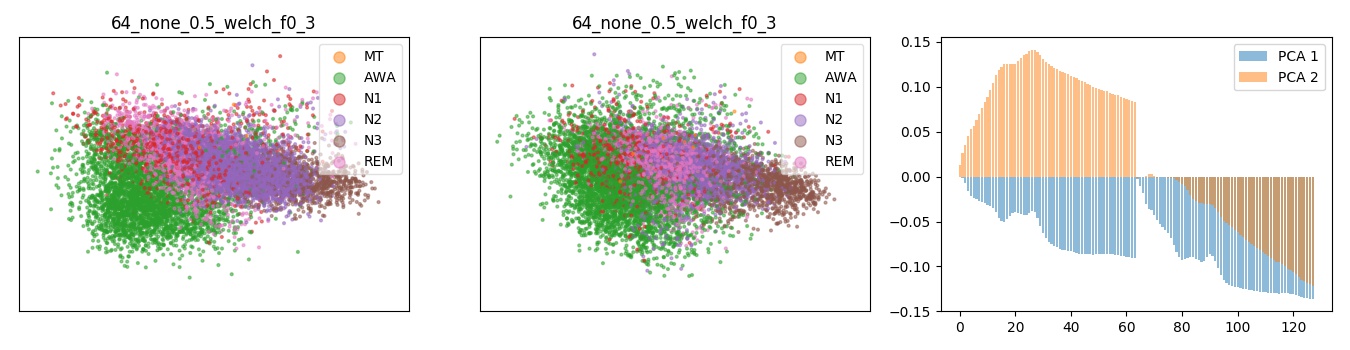 64_none_0.5_welch_f0_3
MT
AWA
N1
N2
N3
REM
64_none_0.5_welch_f0_3
MT
AWA
N1
N2
N3
REM
0.15
0.10
0.05
0.00
−0.05
−0.10
−0.15
0 20 40 60 80 100 120
PCA 1
PCA 2